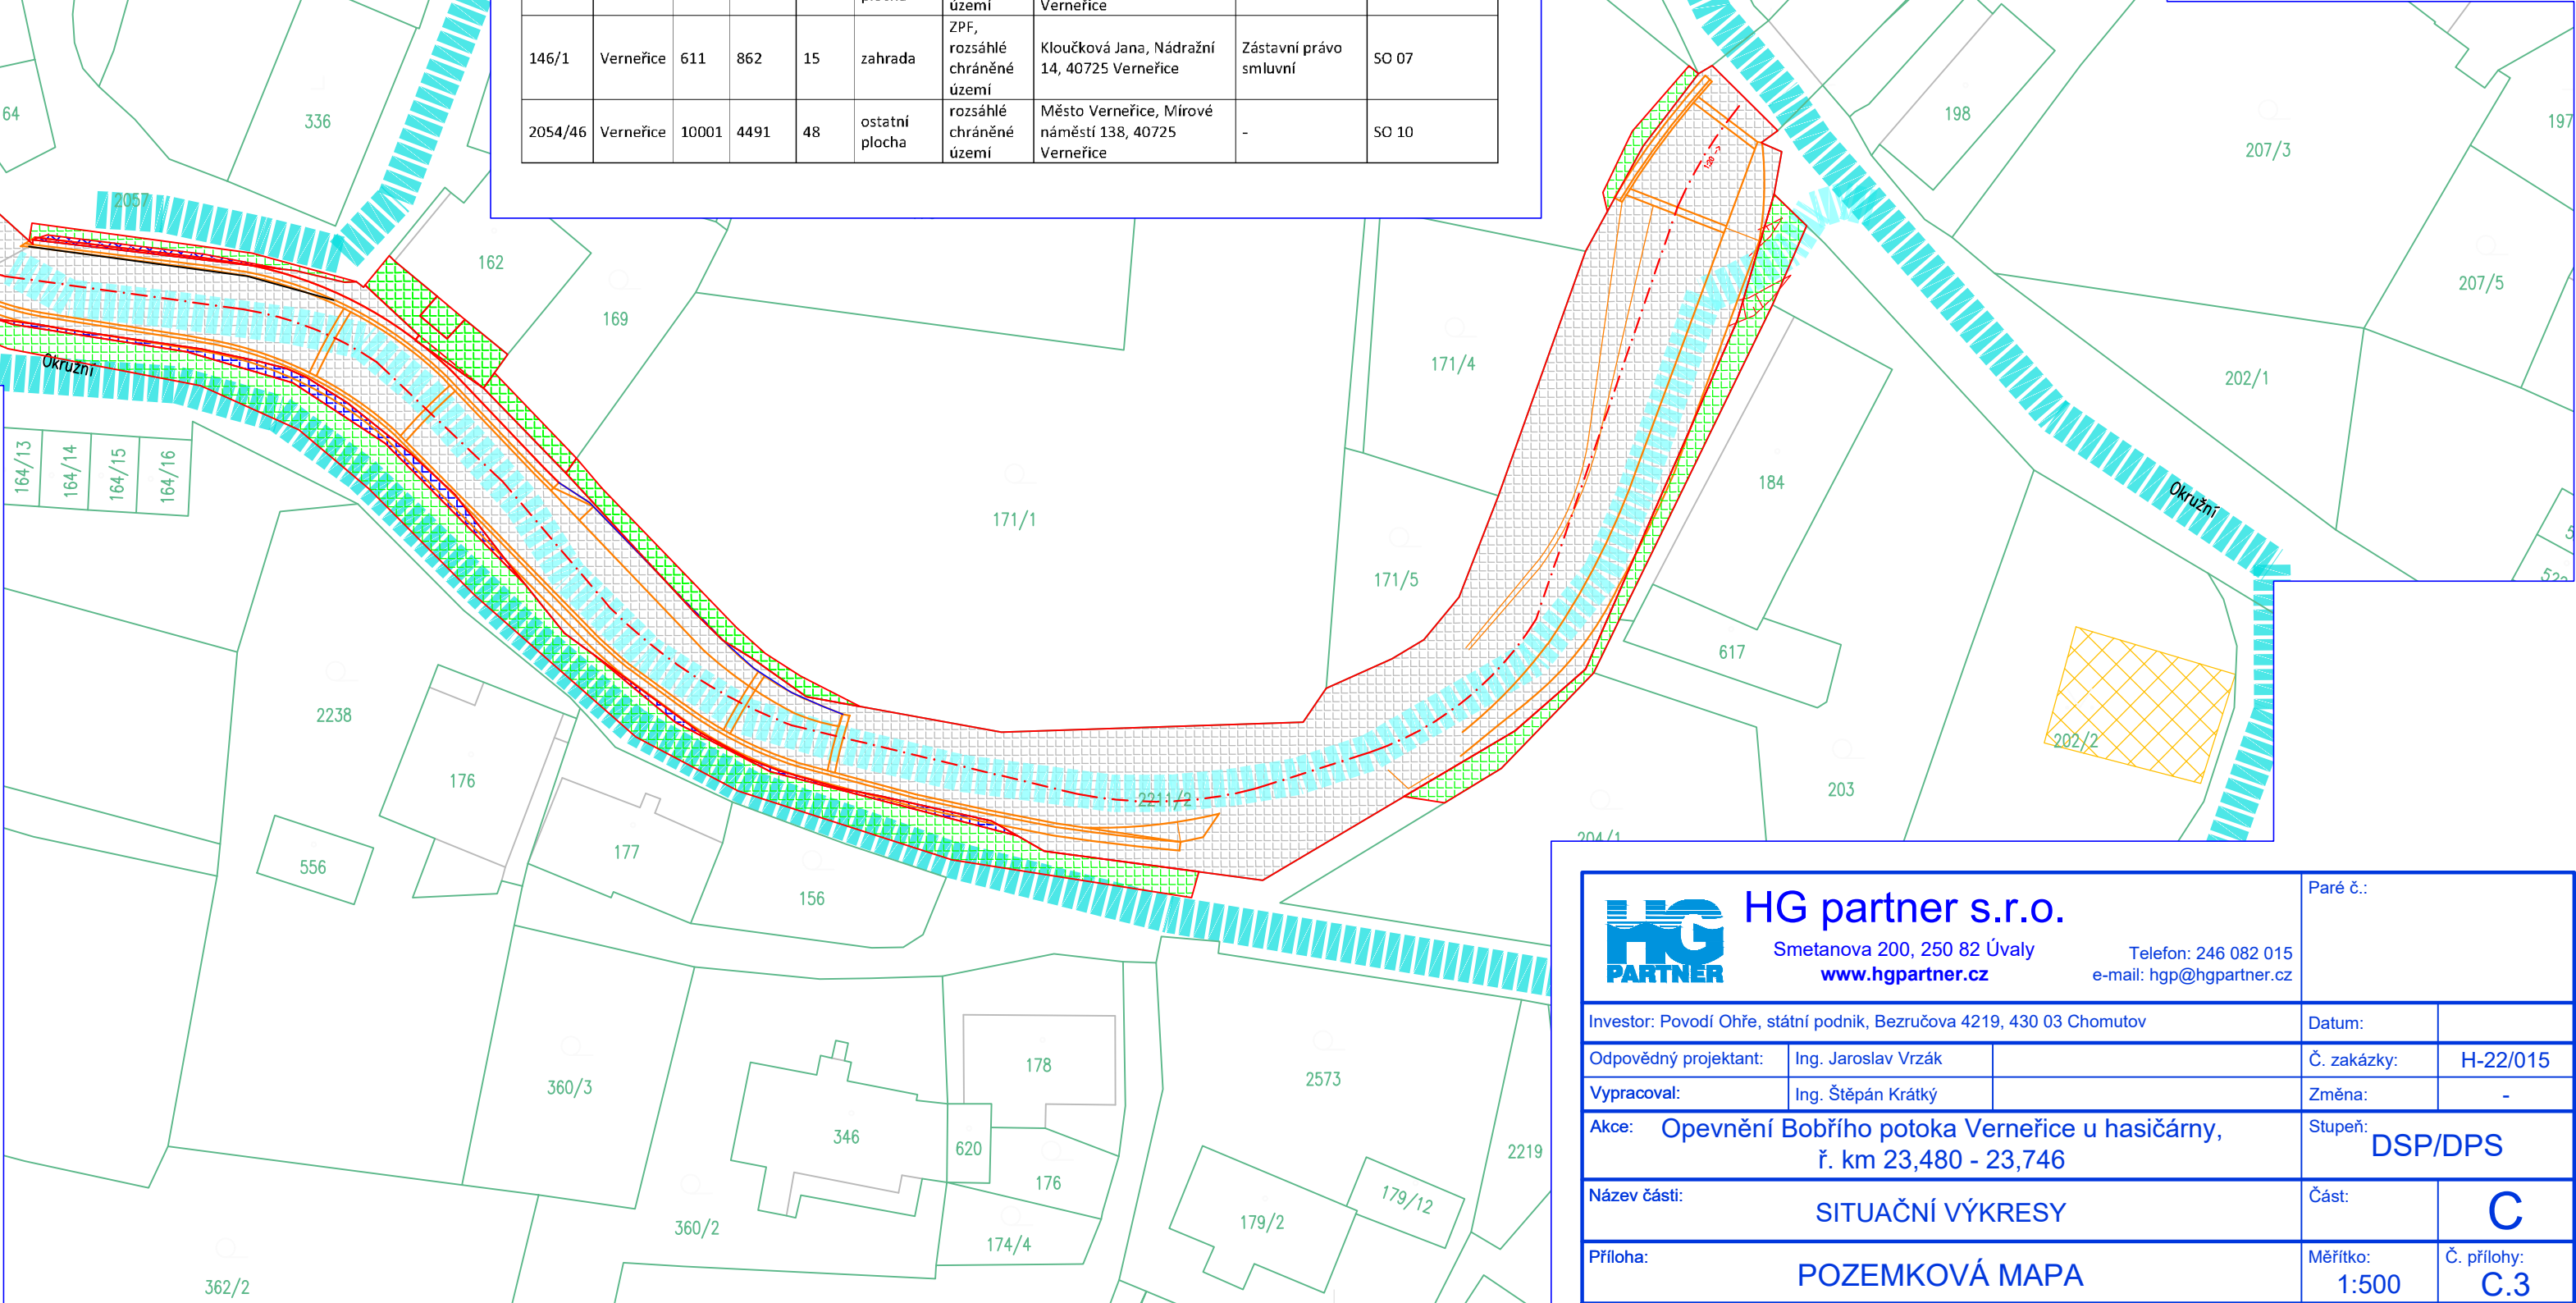 území
Verneřice
146/1 Verneřice 611 862 15 zahrada ZPF, rozsáhlé chráněné území Kloučková Jana, Nádražní 14, 40725 Verneřice Zástavní právo smluvní SO 07
2054/46 Verneřice 10001 4491 48 ostatní plocha rozsáhlé chráněné území Město Verneřice, Mírové náměstí 138, 40725 Verneřice - SO 10
64
336
198
207/3
197
2057
162
169
207/5
171/4
202/1
Okružní
164/13
164/14
164/15
164/16
184
Okružní
171/1
171/5
617
2238
176
202/2
203
2211/2
204/1
177
556
156
360/3
178
2573
346
620
176
2219
179/12
179/2
360/2
174/4
362/2
HG PARTNER
HG partner s.r.o.
Smetanova 200, 250 82 Úvaly
www.hgpartner.cz
Telefon: 246 082 015
e-mail: hgp@hgpartner.cz
Paré č.:
Investor: Povodí Ohře, státní podnik, Bezručova 4219, 430 03 Chomutov
Datum:
Odpovědný projektant: Ing. Jaroslav Vrzák
Č. zakázky: H-22/015
Vypracoval: Ing. Štěpán Krátký
Změna: -
Akce: Opevnění Bobřího potoka Verneřice u hasičárny,
ř. km 23,480 - 23,746
Stupeň: DSP/DPS
Název části: SITUAČNÍ VÝKRESY
Část: C
Příloha: POZEMKOVÁ MAPA
Měřítko: 1:500
Č. přílohy: C.3